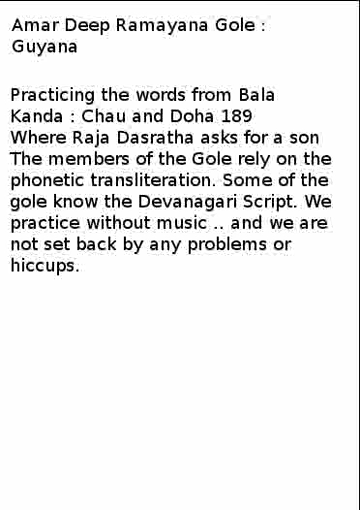 Amar Deep Ramayana Gole :
Guyana
Practicing the words from Bala
Kanda : Chau and Doha 189
Where Raja Dasratha asks for a son
The members of the Gole rely on the
phonetic transliteration. Some of the
gole know the Devanagari Script. We
practice without music .. and we are
not set back by any problems or
hiccups.